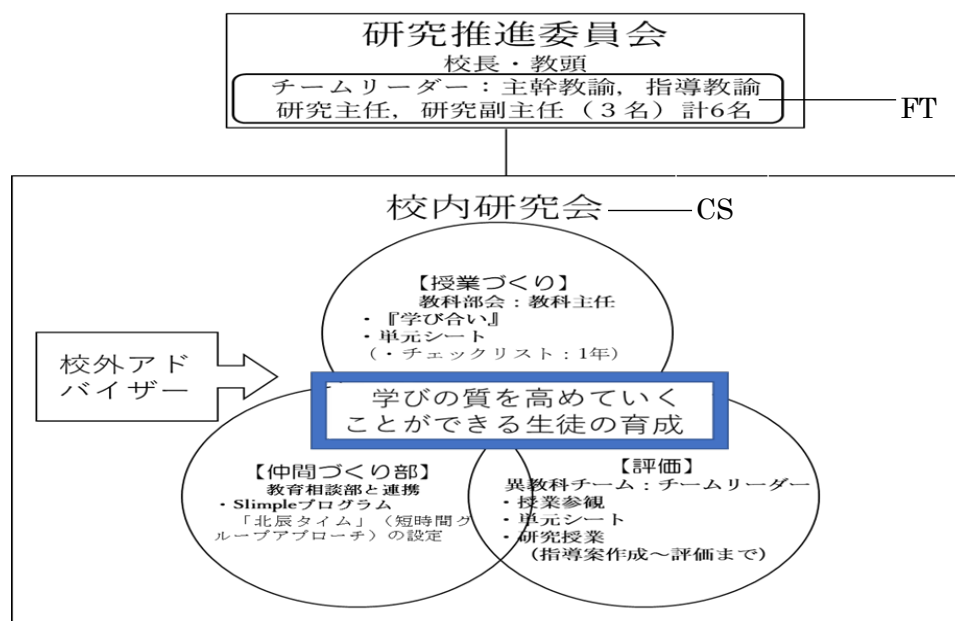 研究推進委員会
校長・教頭
チームリーダー：主幹教諭，指導教諭
研究主任，研究副主任（３名）計6名
FT
校内研究会
CS
【授業づくり】
教科部会：教科主任
・『学び合い』
・単元シート
（・チェックリスト：1年）
校外アド
バイザー
学びの質を高めていく
ことができる生徒の育成
【仲間づくり部】
教育相談部と連携
・Slimpleプログラム
「北辰タイム」（短時間グ
ループアプローチ）の設定
【評価】
異教科チーム：チームリーダー
・授業参観
・単元シート
・研究授業
（指導案作成～評価まで）